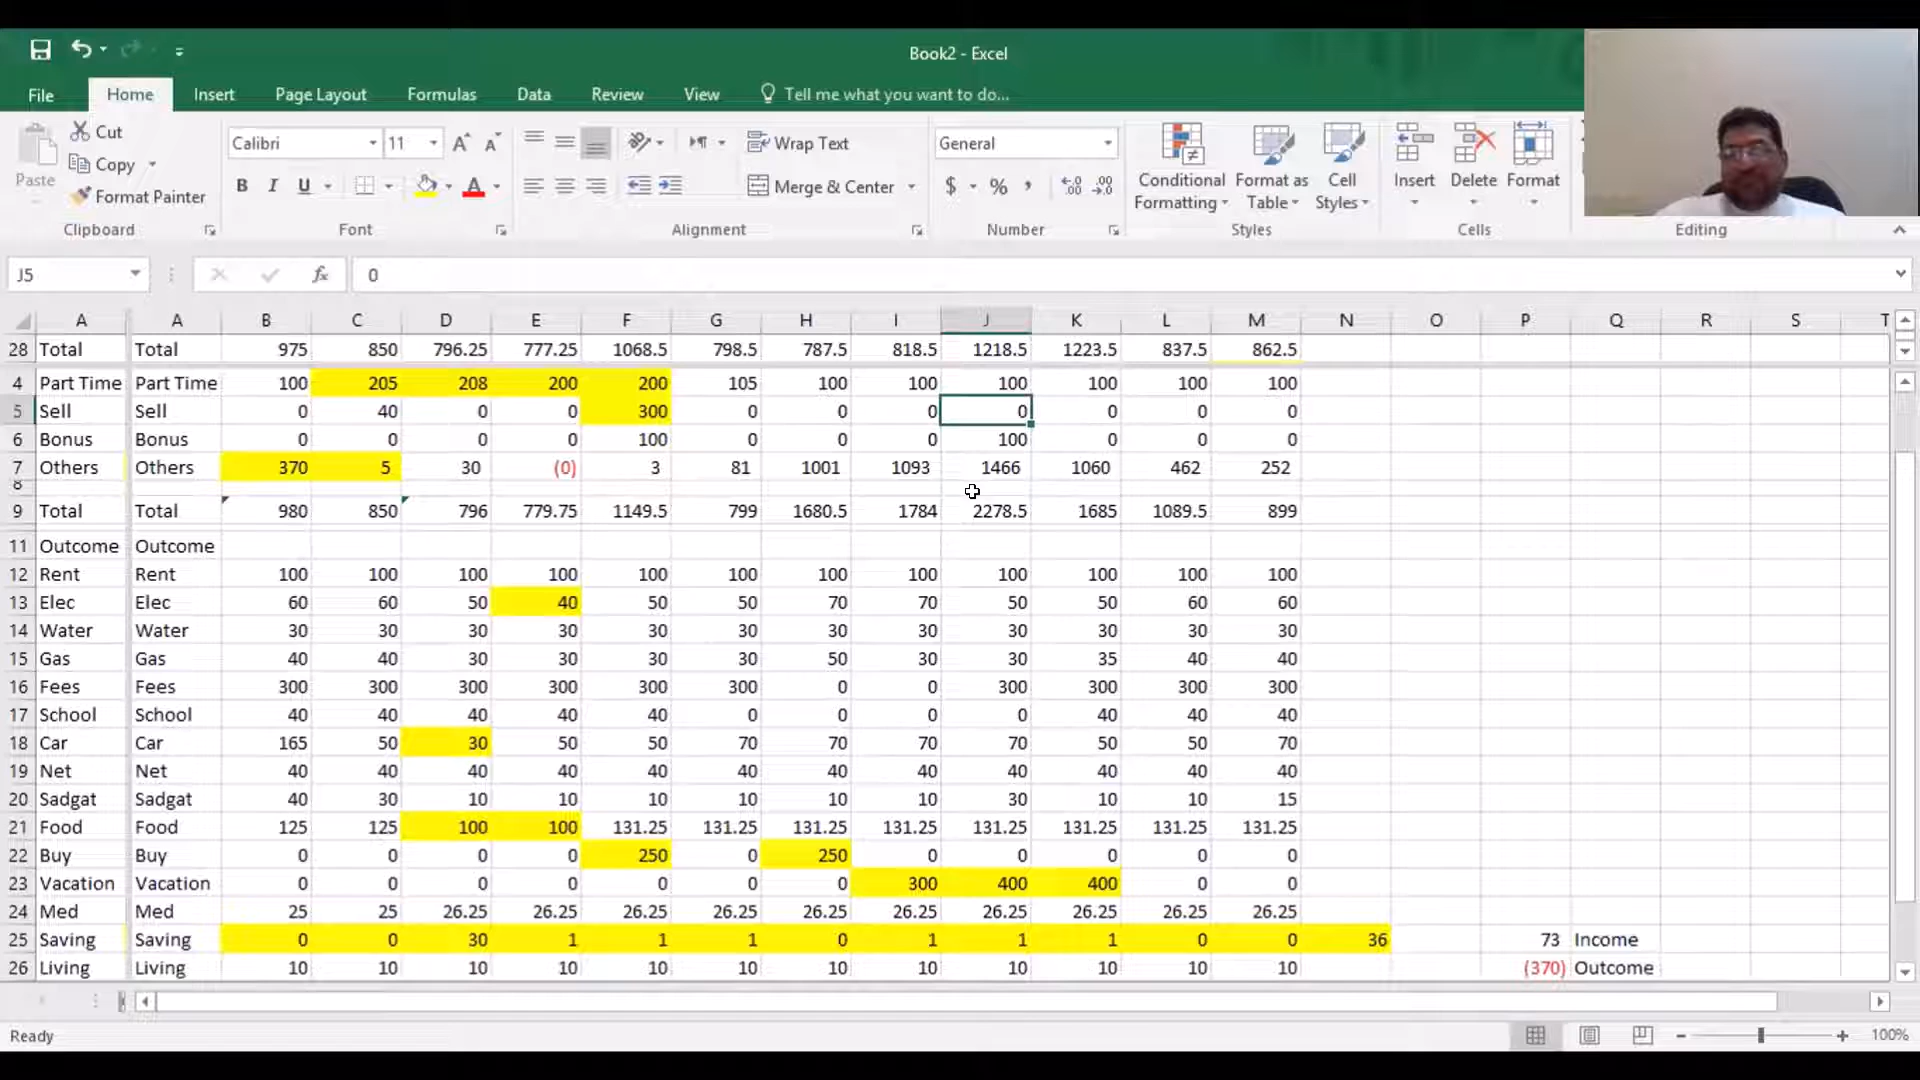 Book2 - Excel
File Home Insert Page Layout Formulas Data Review View Tell me what you want to do...
Paste Cut Copy Format Painter Clipboard
Calibri 11 A A B I U A Font
Wrap Text Merge & Center Alignment
General $ % , .00 Number
Conditional Formatting Format as Table Cell Styles Styles
Insert Delete Format Cells
Editing
J5 fx 0
A A B C D E F G H I J K L M N O P Q R S T
28 Total Total 975 850 796.25 777.25 1068.5 798.5 787.5 818.5 1218.5 1223.5 837.5 862.5
4 Part Time Part Time 100 205 208 200 200 105 100 100 100 100 100 100
5 Sell Sell 0 40 0 0 300 0 0 0 0 0 0 0
6 Bonus Bonus 0 0 0 0 100 0 0 0 100 0 0 0
7 Others Others 370 5 30 (0) 3 81 1001 1093 1466 1060 462 252
8
9 Total Total 980 850 796 779.75 1149.5 799 1680.5 1784 2278.5 1685 1089.5 899
11 Outcome Outcome
12 Rent Rent 100 100 100 100 100 100 100 100 100 100 100 100
13 Elec Elec 60 60 50 40 50 50 70 70 50 50 60 60
14 Water Water 30 30 30 30 30 30 30 30 30 30 30 30
15 Gas Gas 40 40 30 30 30 30 50 30 30 35 40 40
16 Fees Fees 300 300 300 300 300 300 0 0 300 300 300 300
17 School School 40 40 40 40 40 0 0 0 0 40 40 40
18 Car Car 165 50 30 50 50 70 70 70 70 50 50 70
19 Net Net 40 40 40 40 40 40 40 40 40 40 40 40
20 Sadgat Sadgat 40 30 10 10 10 10 10 10 30 10 10 15
21 Food Food 125 125 100 100 131.25 131.25 131.25 131.25 131.25 131.25 131.25 131.25
22 Buy Buy 0 0 0 0 250 0 250 0 0 0 0 0
23 Vacation Vacation 0 0 0 0 0 0 0 300 400 400 0 0
24 Med Med 25 25 26.25 26.25 26.25 26.25 26.25 26.25 26.25 26.25 26.25 26.25
25 Saving Saving 0 0 30 1 1 1 0 1 1 1 0 0 36 73 Income
26 Living Living 10 10 10 10 10 10 10 10 10 10 10 10 (370) Outcome
Ready 100%